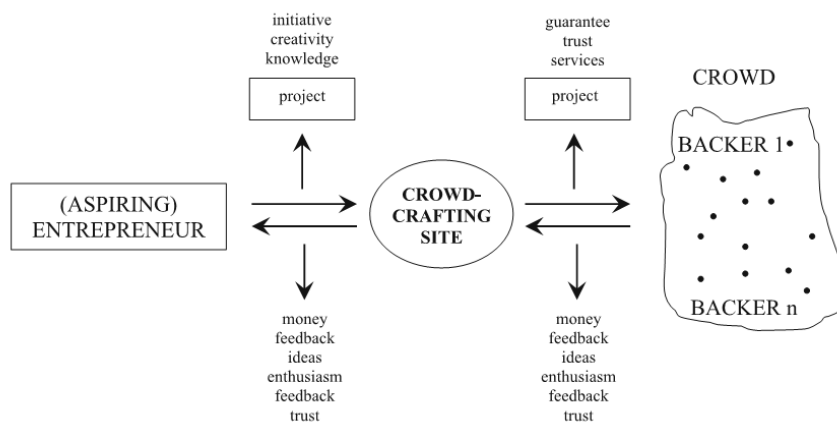 initiative
creativity
knowledge
project
guarantee
trust
services
project
CROWD
BACKER 1
(ASPIRING)
ENTREPRENEUR
CROWD-
CRAFTING
SITE
BACKER n
money
feedback
ideas
enthusiasm
feedback
trust
money
feedback
ideas
enthusiasm
feedback
trust